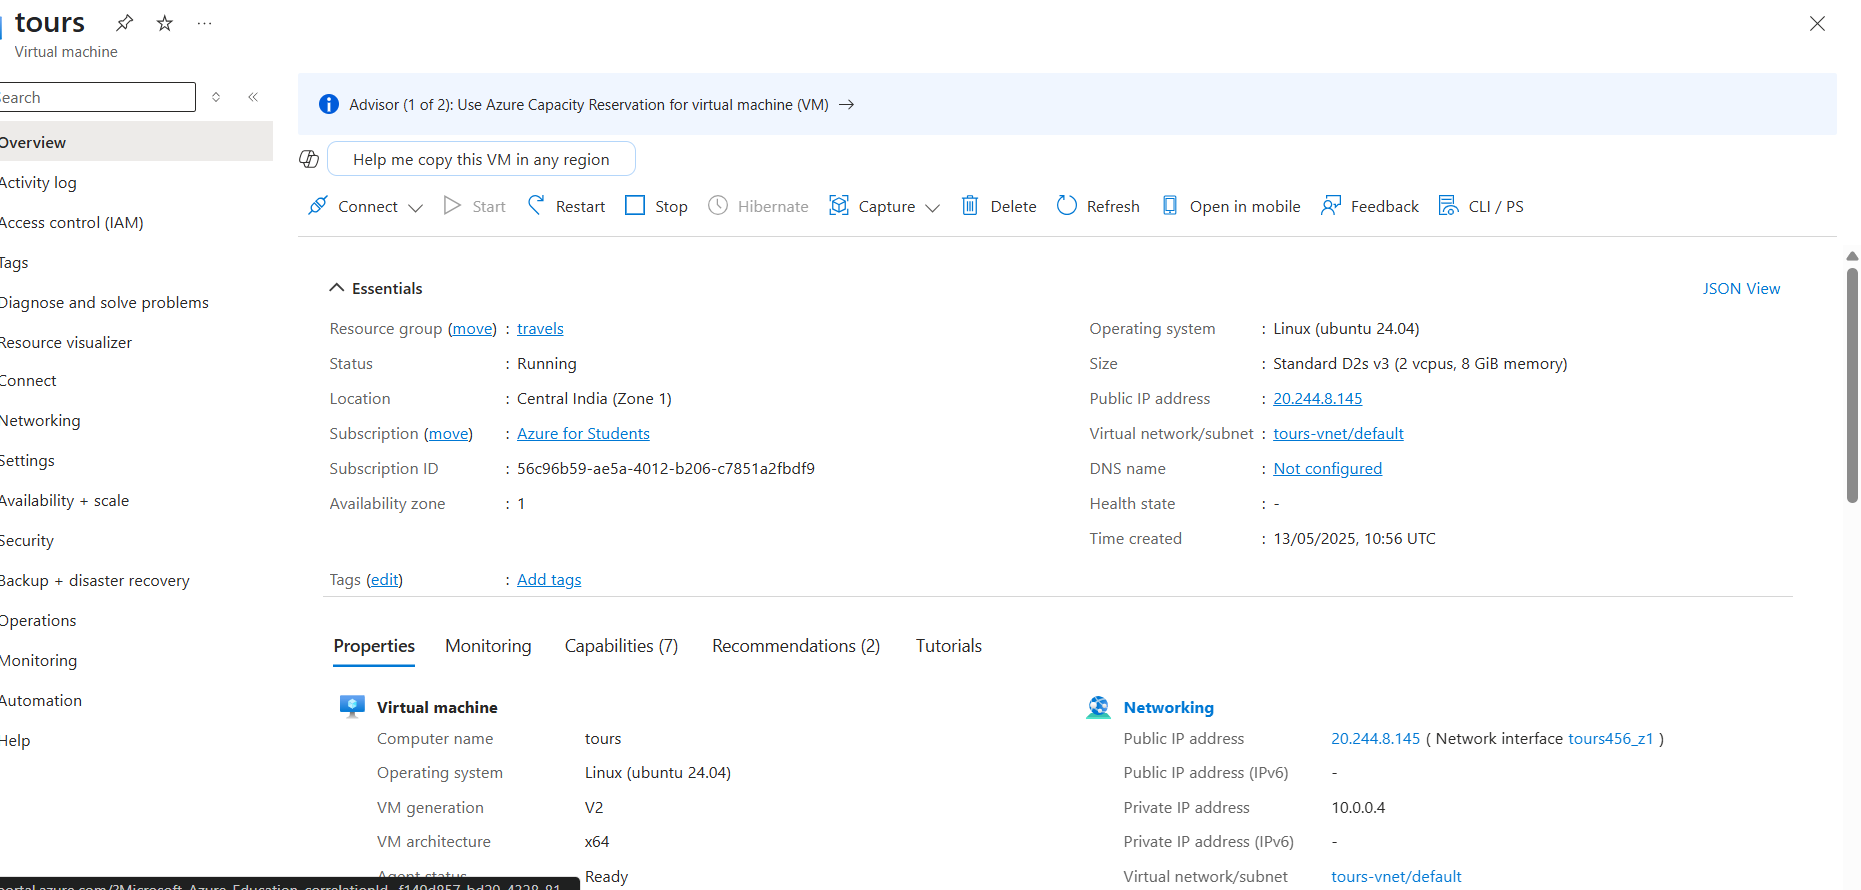 tours
Virtual machine
Search
Overview
Activity log
Access control (IAM)
Tags
Diagnose and solve problems
Resource visualizer
Connect
Networking
Settings
Availability + scale
Security
Backup + disaster recovery
Operations
Monitoring
Automation
Help
Advisor (1 of 2): Use Azure Capacity Reservation for virtual machine (VM) →
Help me copy this VM in any region
Connect Start Restart Stop Hibernate Capture Delete Refresh Open in mobile Feedback CLI / PS
Essentials
JSON View
Resource group (move) : travels
Status : Running
Location : Central India (Zone 1)
Subscription (move) : Azure for Students
Subscription ID : 56c96b59-ae5a-4012-b206-c7851a2fbdf9
Availability zone : 1
Operating system : Linux (ubuntu 24.04)
Size : Standard D2s v3 (2 vcpus, 8 GiB memory)
Public IP address : 20.244.8.145
Virtual network/subnet : tours-vnet/default
DNS name : Not configured
Health state : -
Time created : 13/05/2025, 10:56 UTC
Tags (edit) : Add tags
Properties Monitoring Capabilities (7) Recommendations (2) Tutorials
Virtual machine
Computer name tours
Operating system Linux (ubuntu 24.04)
VM generation V2
VM architecture x64
Agent status Ready
Networking
Public IP address 20.244.8.145 ( Network interface tours456_z1 )
Public IP address (IPv6) -
Private IP address 10.0.0.4
Private IP address (IPv6) -
Virtual network/subnet tours-vnet/default